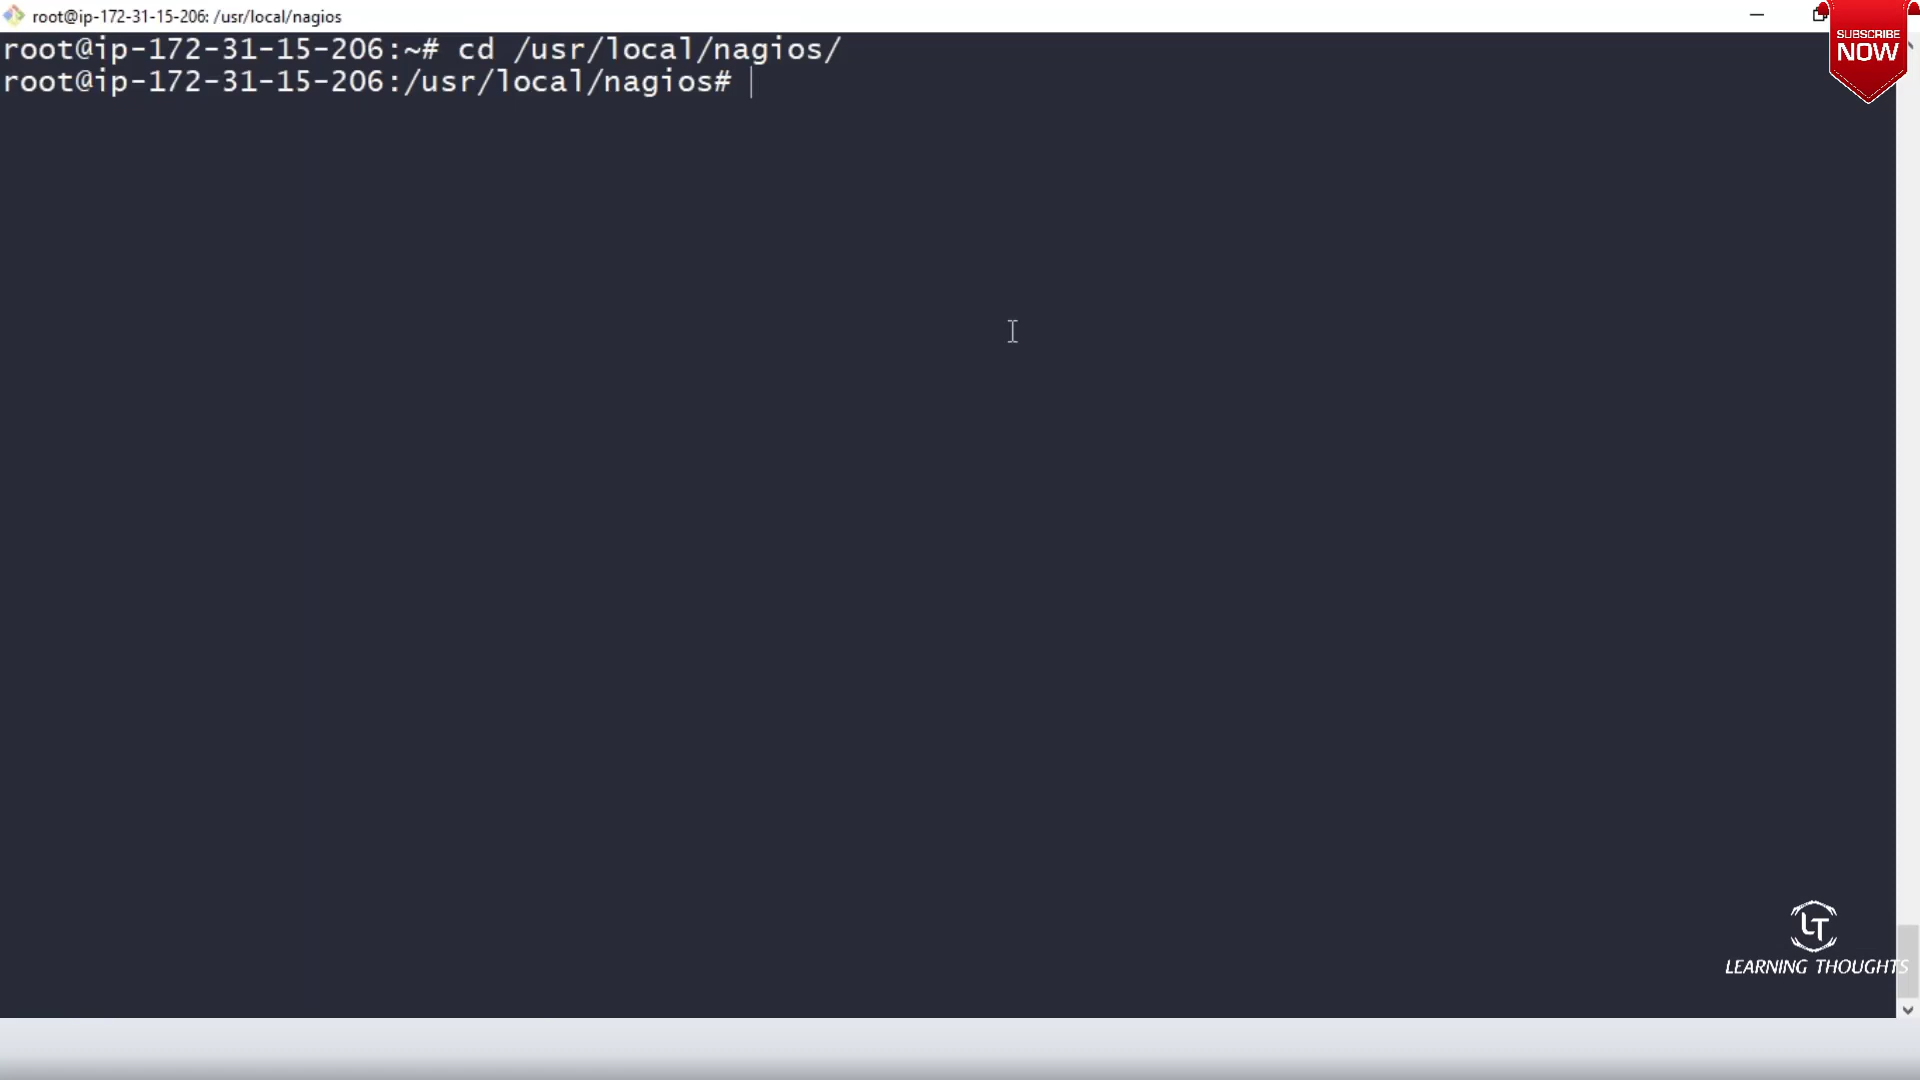 root@ip-172-31-15-206: /usr/local/nagios
SUBSCRIBE
NOW
root@ip-172-31-15-206:~# cd /usr/local/nagios/
root@ip-172-31-15-206:/usr/local/nagios#
LT
LEARNING THOUGHTS